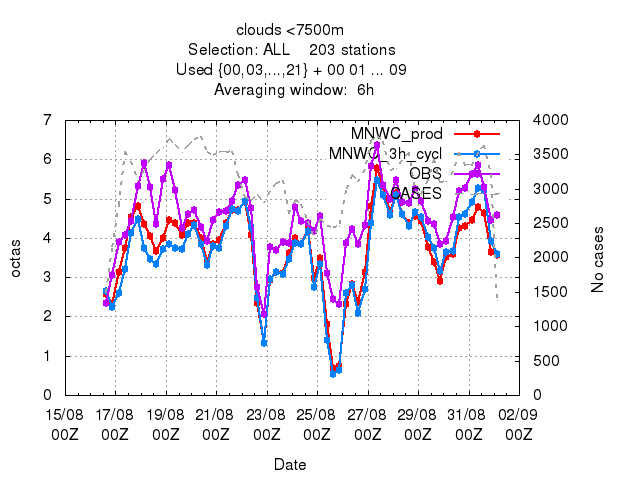 clouds <7500m
Selection: ALL    203 stations
Used {00,03,...,21} + 00 01 ... 09
Averaging window:  6h
7 4000
MNWC_prod
MNWC_3h_cycl
OBS
CASES
6 3500
5 3000
4 2500
3 2000
2 1500
1 1000
0 500
0
octas
No cases
15/08 17/08 19/08 21/08 23/08 25/08 27/08 29/08 31/08 02/09
00Z 00Z 00Z 00Z 00Z 00Z 00Z 00Z 00Z 00Z
Date